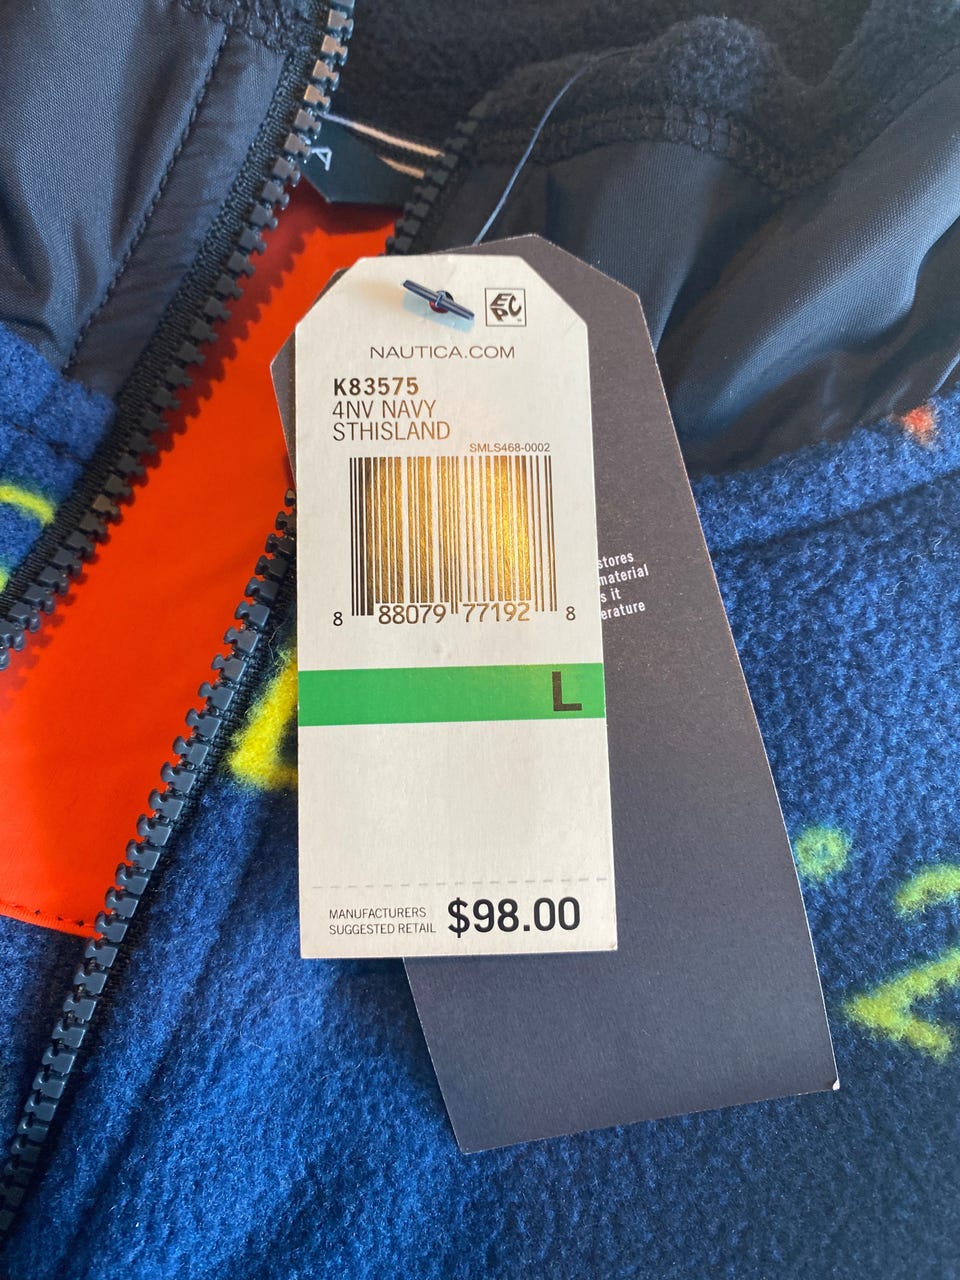 EPC
NAUTICA.COM
K83575
4NV NAVY
STHISLAND
SMLS468-0002
8 88079 77192 8
L
MANUFACTURERS
SUGGESTED RETAIL $98.00
stores
material
s it
erature